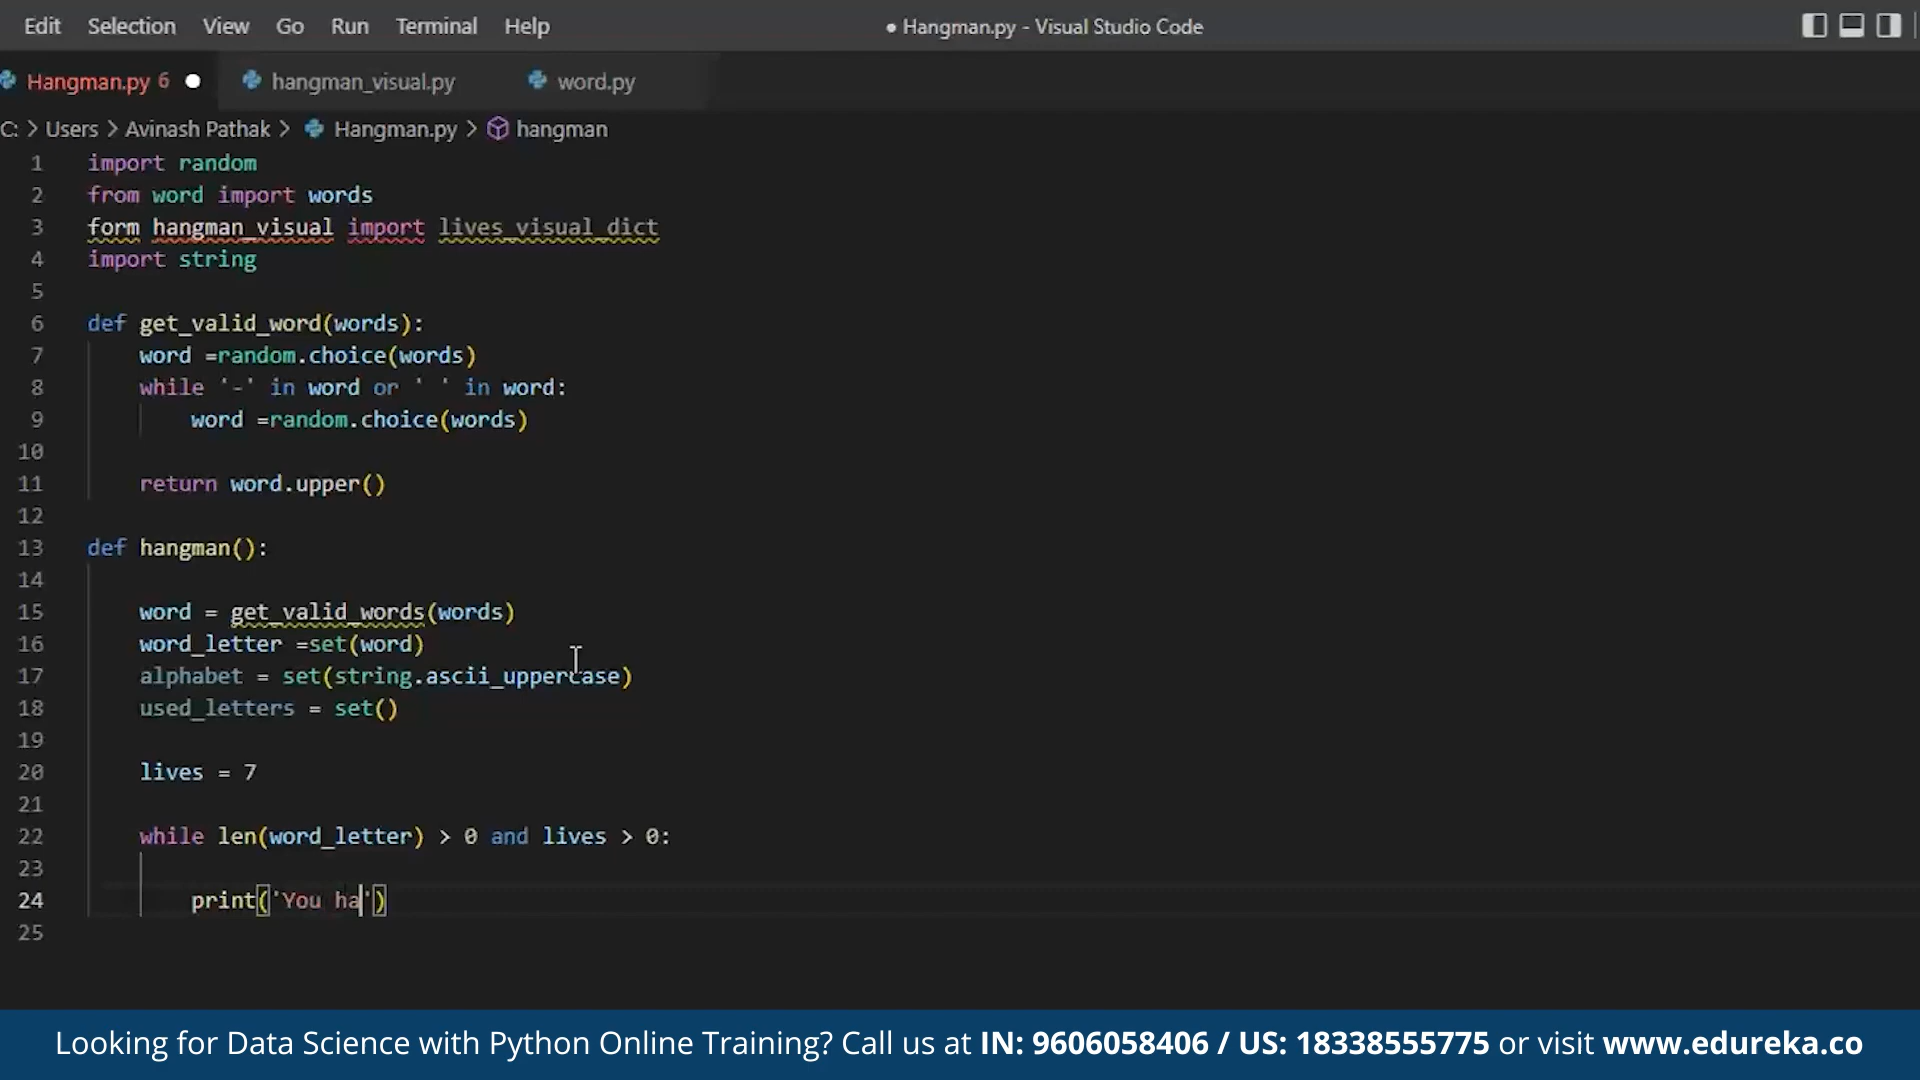 Edit Selection View Go Run Terminal Help ● Hangman.py - Visual Studio Code
Hangman.py 6 ● hangman_visual.py word.py
C: > Users > Avinash Pathak > Hangman.py > hangman
1 import random
2 from word import words
3 form hangman_visual import lives_visual_dict
4 import string
5
6 def get_valid_word(words):
7     word =random.choice(words)
8     while '-' in word or ' ' in word:
9         word =random.choice(words)
10
11     return word.upper()
12
13 def hangman():
14
15     word = get_valid_words(words)
16     word_letter =set(word)
17     alphabet = set(string.ascii_uppercase)
18     used_letters = set()
19
20     lives = 7
21
22     while len(word_letter) > 0 and lives > 0:
23
24         print('You ha')
25
Looking for Data Science with Python Online Training? Call us at IN: 9606058406 / US: 18338555775 or visit www.edureka.co